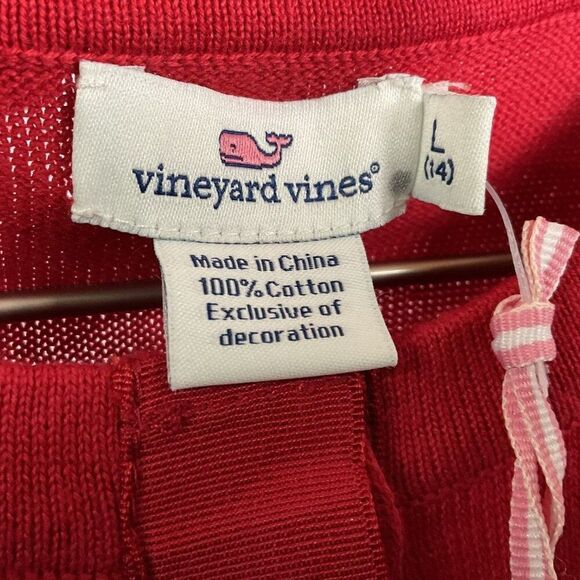 vineyard vines®
L
(14)
Made in China
100% Cotton
Exclusive of
decoration